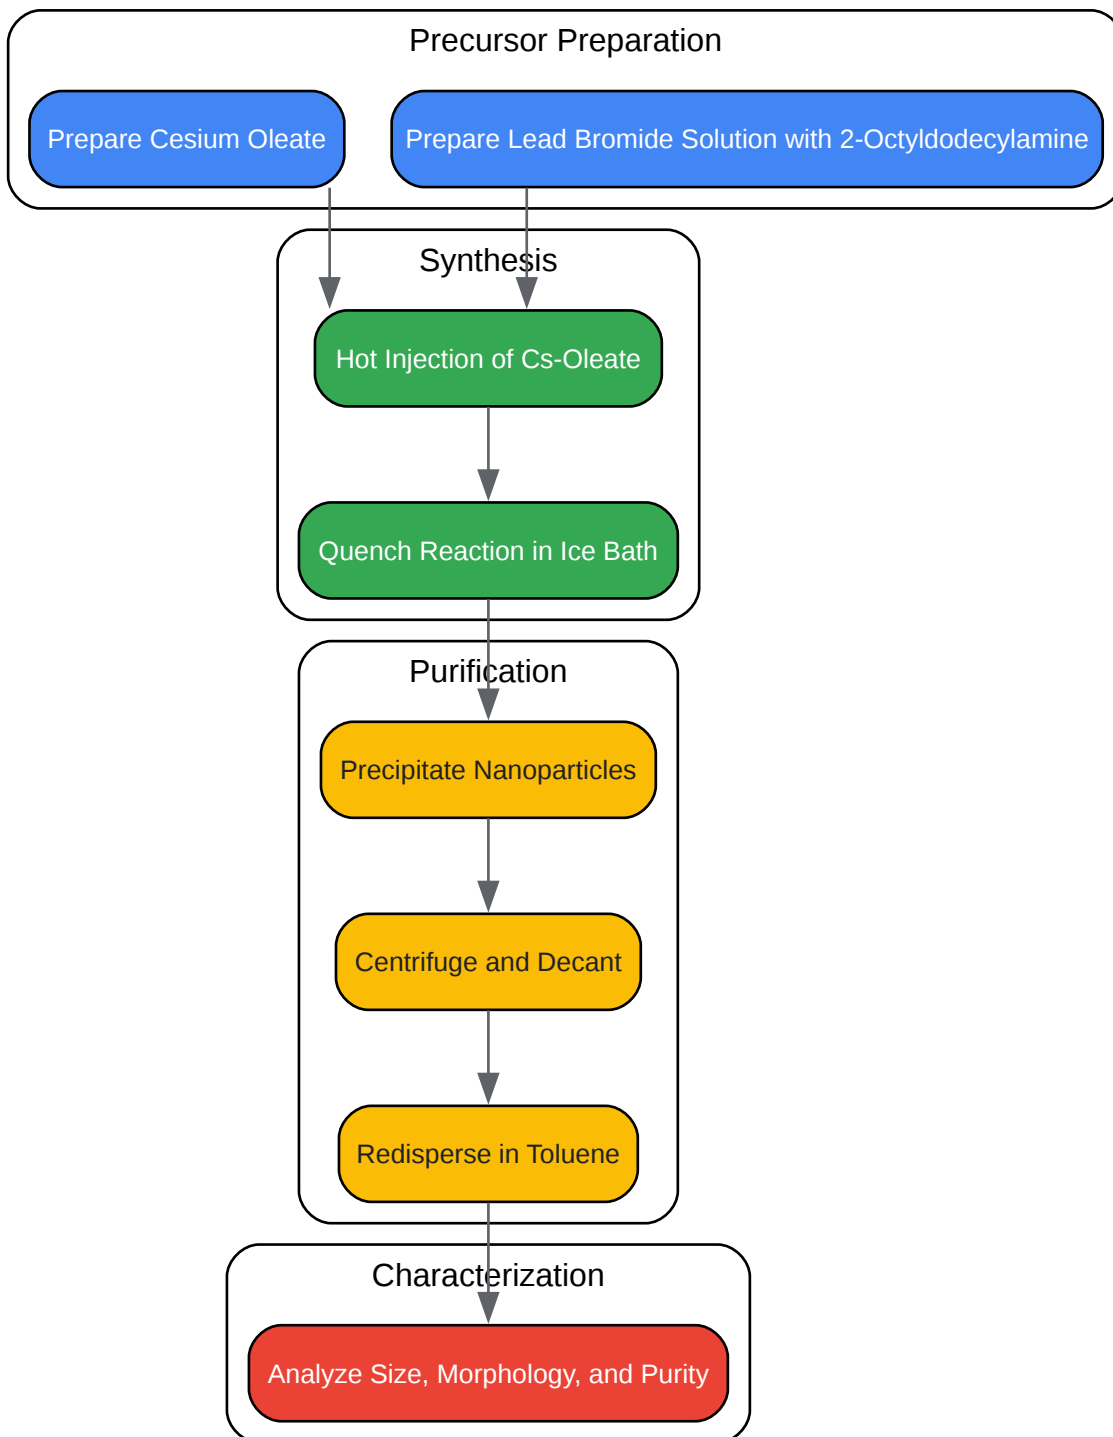 Precursor Preparation
Prepare Cesium Oleate
Prepare Lead Bromide Solution with 2-Octyldodecylamine
Synthesis
Hot Injection of Cs-Oleate
Quench Reaction in Ice Bath
Purification
Precipitate Nanoparticles
Centrifuge and Decant
Redisperse in Toluene
Characterization
Analyze Size, Morphology, and Purity